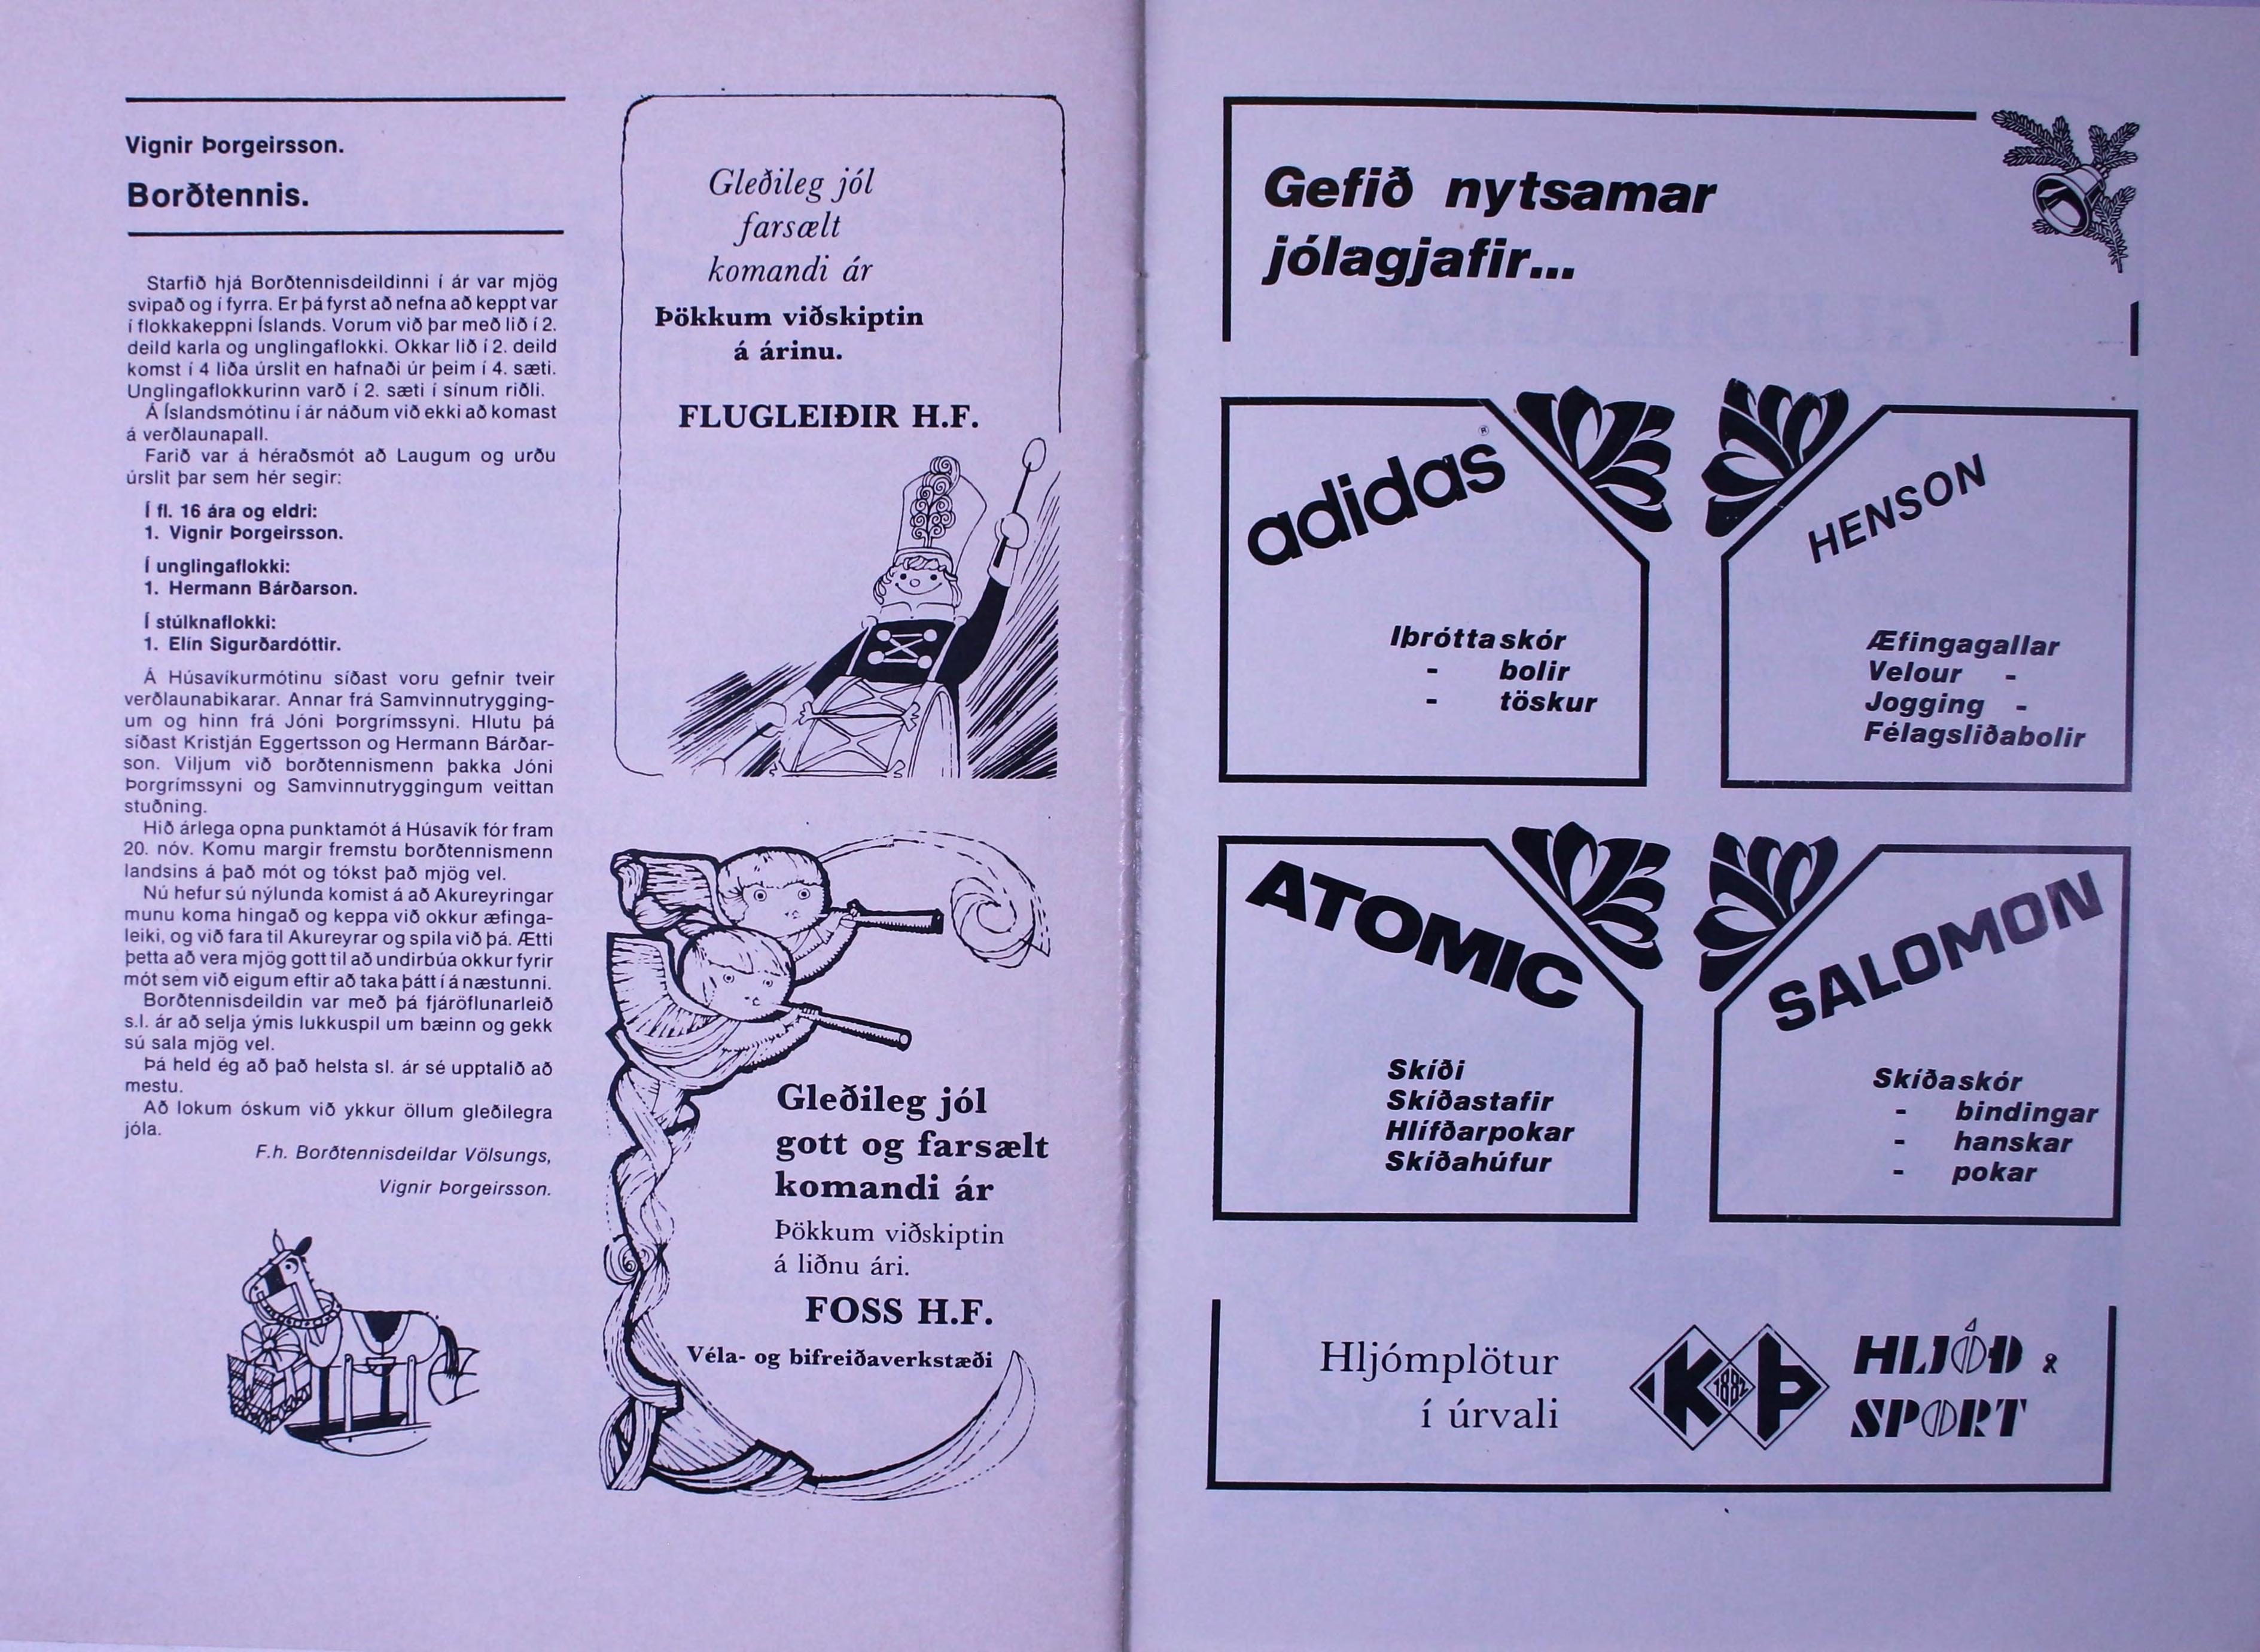 Vignir Þorgeirsson.
Borðtennis.
Starfið hjá Borðtennisdeildinni í ár var mjög
svipað og í fyrra. Er þá fyrst að nefna að keppt var
í flokkakeppni Íslands. Vorum við þar með lið í 2.
deild karla og unglingaflokki. Okkar lið í 2. deild
komst í 4 liða úrslit en hafnaði úr þeim í 4. sæti.
Unglingaflokkurinn varð í 2. sæti í sínum riðli.
Á Íslandsmótinu í ár náðum við ekki að komast
á verðlaunapall.
Farið var á héraðsmót að Laugum og urðu
úrslit þar sem hér segir:
Í fl. 16 ára og eldri:
1. Vignir Þorgeirsson.
Í unglingaflokki:
1. Hermann Bárðarson.
Í stúlknaflokki:
1. Elín Sigurðardóttir.
Á Húsavíkurmótinu síðast voru gefnir tveir
verðlaunabikarar. Annar frá Samvinnutrygging-
um og hinn frá Jóni Þorgrímssyni. Hlutu þá
síðast Kristján Eggertsson og Hermann Bárðar-
son. Viljum við borðtennismenn þakka Jóni
Þorgrímssyni og Samvinnutryggingum veittan
stuðning.
Hið árlega opna punktamót á Húsavík fór fram
20. nóv. Komu margir fremstu borðtennismenn
landsins á það mót og tókst það mjög vel.
Nú hefur sú nýlunda komist á að Akureyringar
munu koma hingað og keppa við okkur æfinga-
leiki, og við fara til Akureyrar og spila við þá. Ætti
þetta að vera mjög gott til að undirbúa okkur fyrir
mót sem við eigum eftir að taka þátt í á næstunni.
Borðtennisdeildin var með þá fjáröflunarleið
s.l. ár að selja ýmis lukkuspil um bæinn og gekk
sú sala mjög vel.
Þá held ég að það helsta sl. ár sé upptalið að
mestu.
Að lokum óskum við ykkur öllum gleðilegra
jóla.
F.h. Borðtennisdeildar Völsungs,
Vignir Þorgeirsson.
Gleðileg jól
farsælt
komandi ár
Þökkum viðskiptin
á árinu.
FLUGLEIÐIR H.F.
Gleðileg jól
gott og farsælt
komandi ár
Þökkum viðskiptin
á liðnu ári.
FOSS H.F.
Véla- og bifreiðaverkstæði
Gefið nytsamar
jólagjafir...
adidas®
Iþróttaskór
- bolir
- töskur
HENSON
Æfingagallar
Velour -
Jogging -
Félagsliðabolir
ATOMIC
Skíði
Skíðastafir
Hlífðarpokar
Skíðahúfur
SALOMON
Skíðaskór
- bindingar
- hanskar
- pokar
Hljómplötur
í úrvali
K 1882 Þ
HLJÓÐ &
SPORT